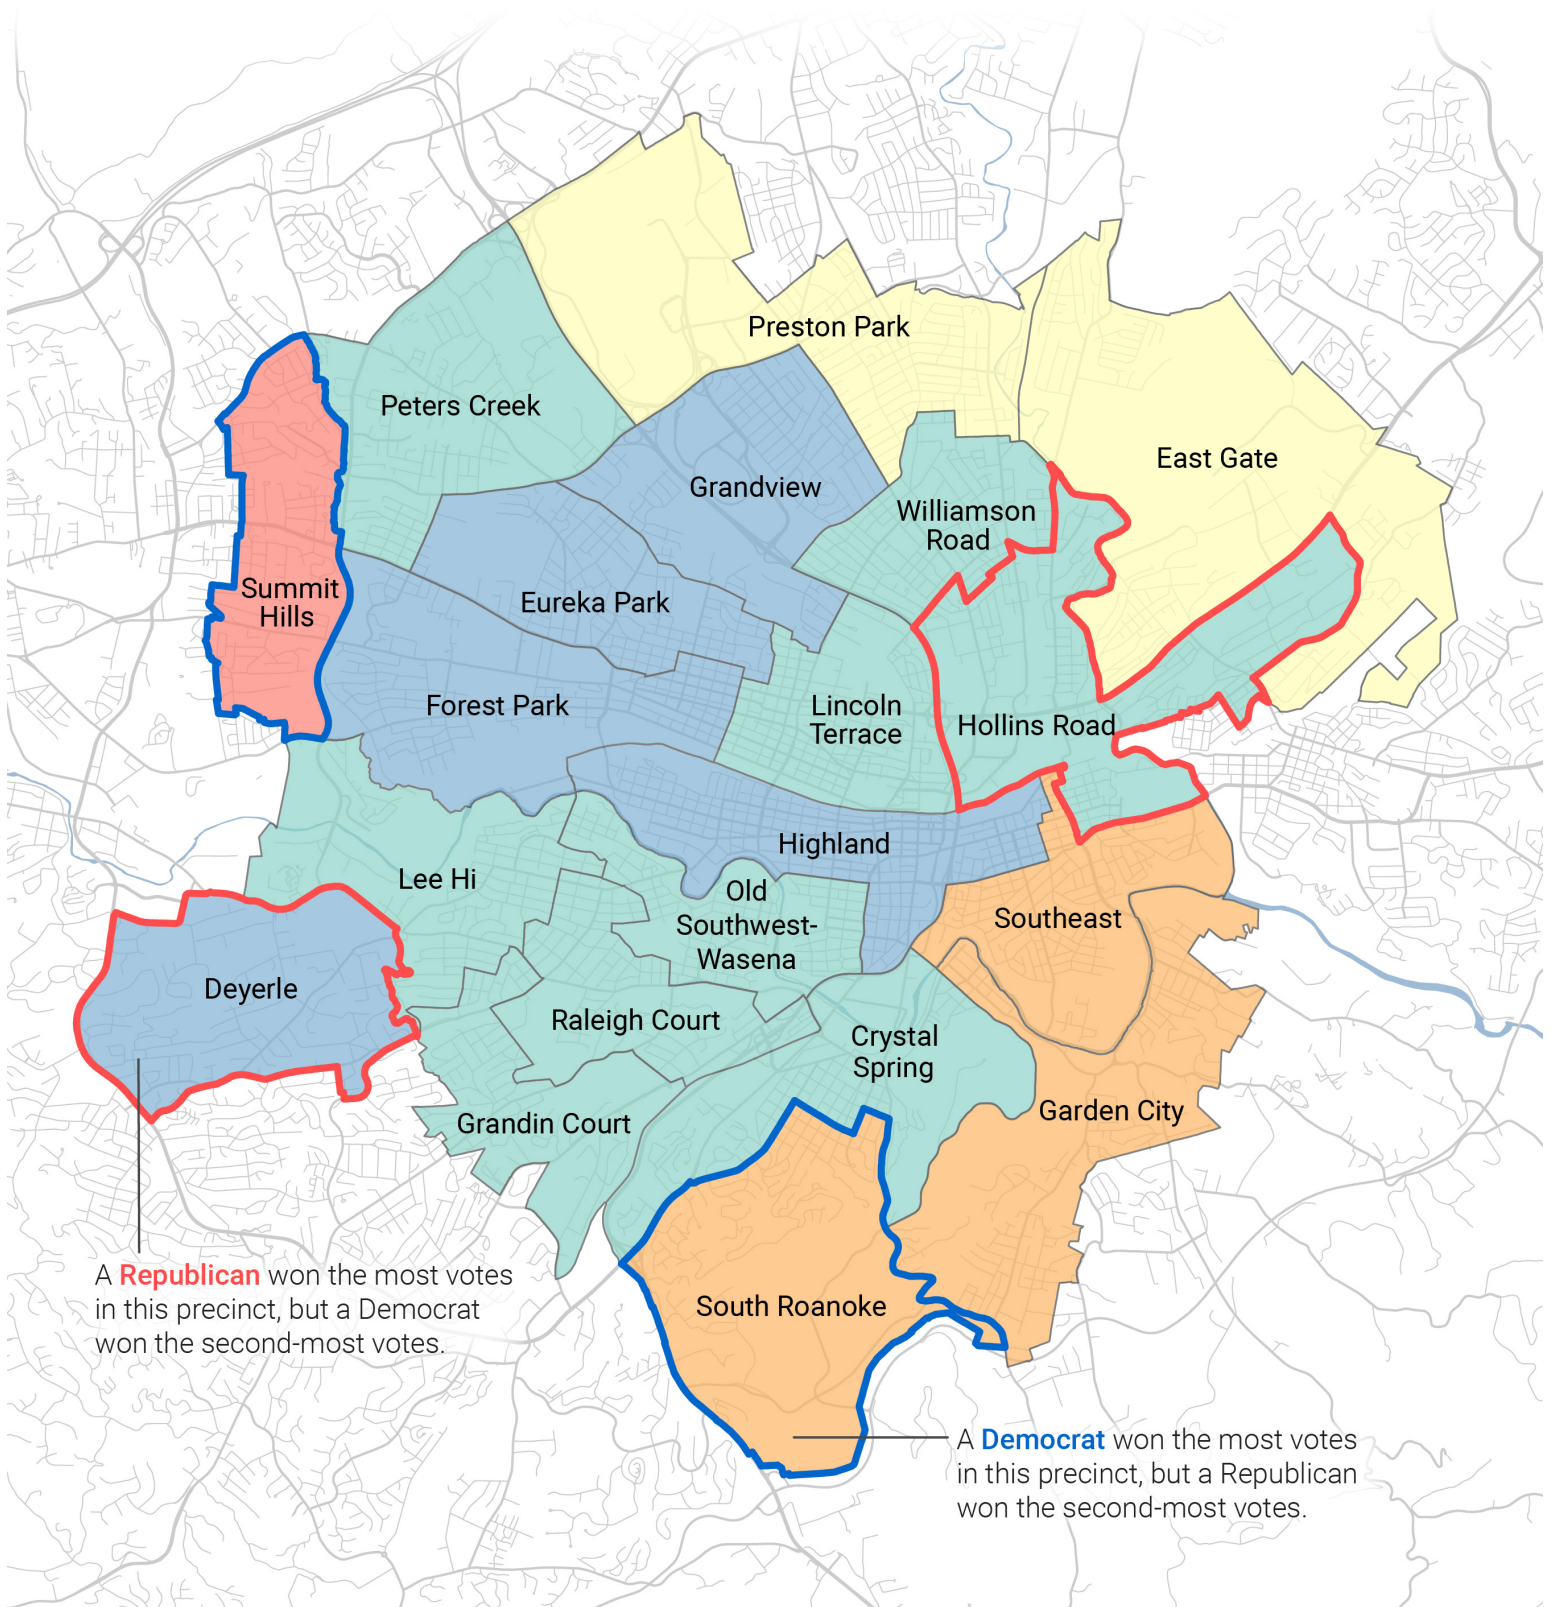 Preston Park
Peters Creek
East Gate
Grandview
Williamson
Road
Summit
Hills
Eureka Park
Forest Park
Lincoln
Terrace
Hollins Road
Highland
Lee Hi
Old
Southwest-
Wasena
Southeast
Deyerle
Raleigh Court
Crystal
Spring
Garden City
Grandin Court
A Republican won the most votes
in this precinct, but a Democrat
won the second-most votes.
South Roanoke
A Democrat won the most votes
in this precinct, but a Republican
won the second-most votes.